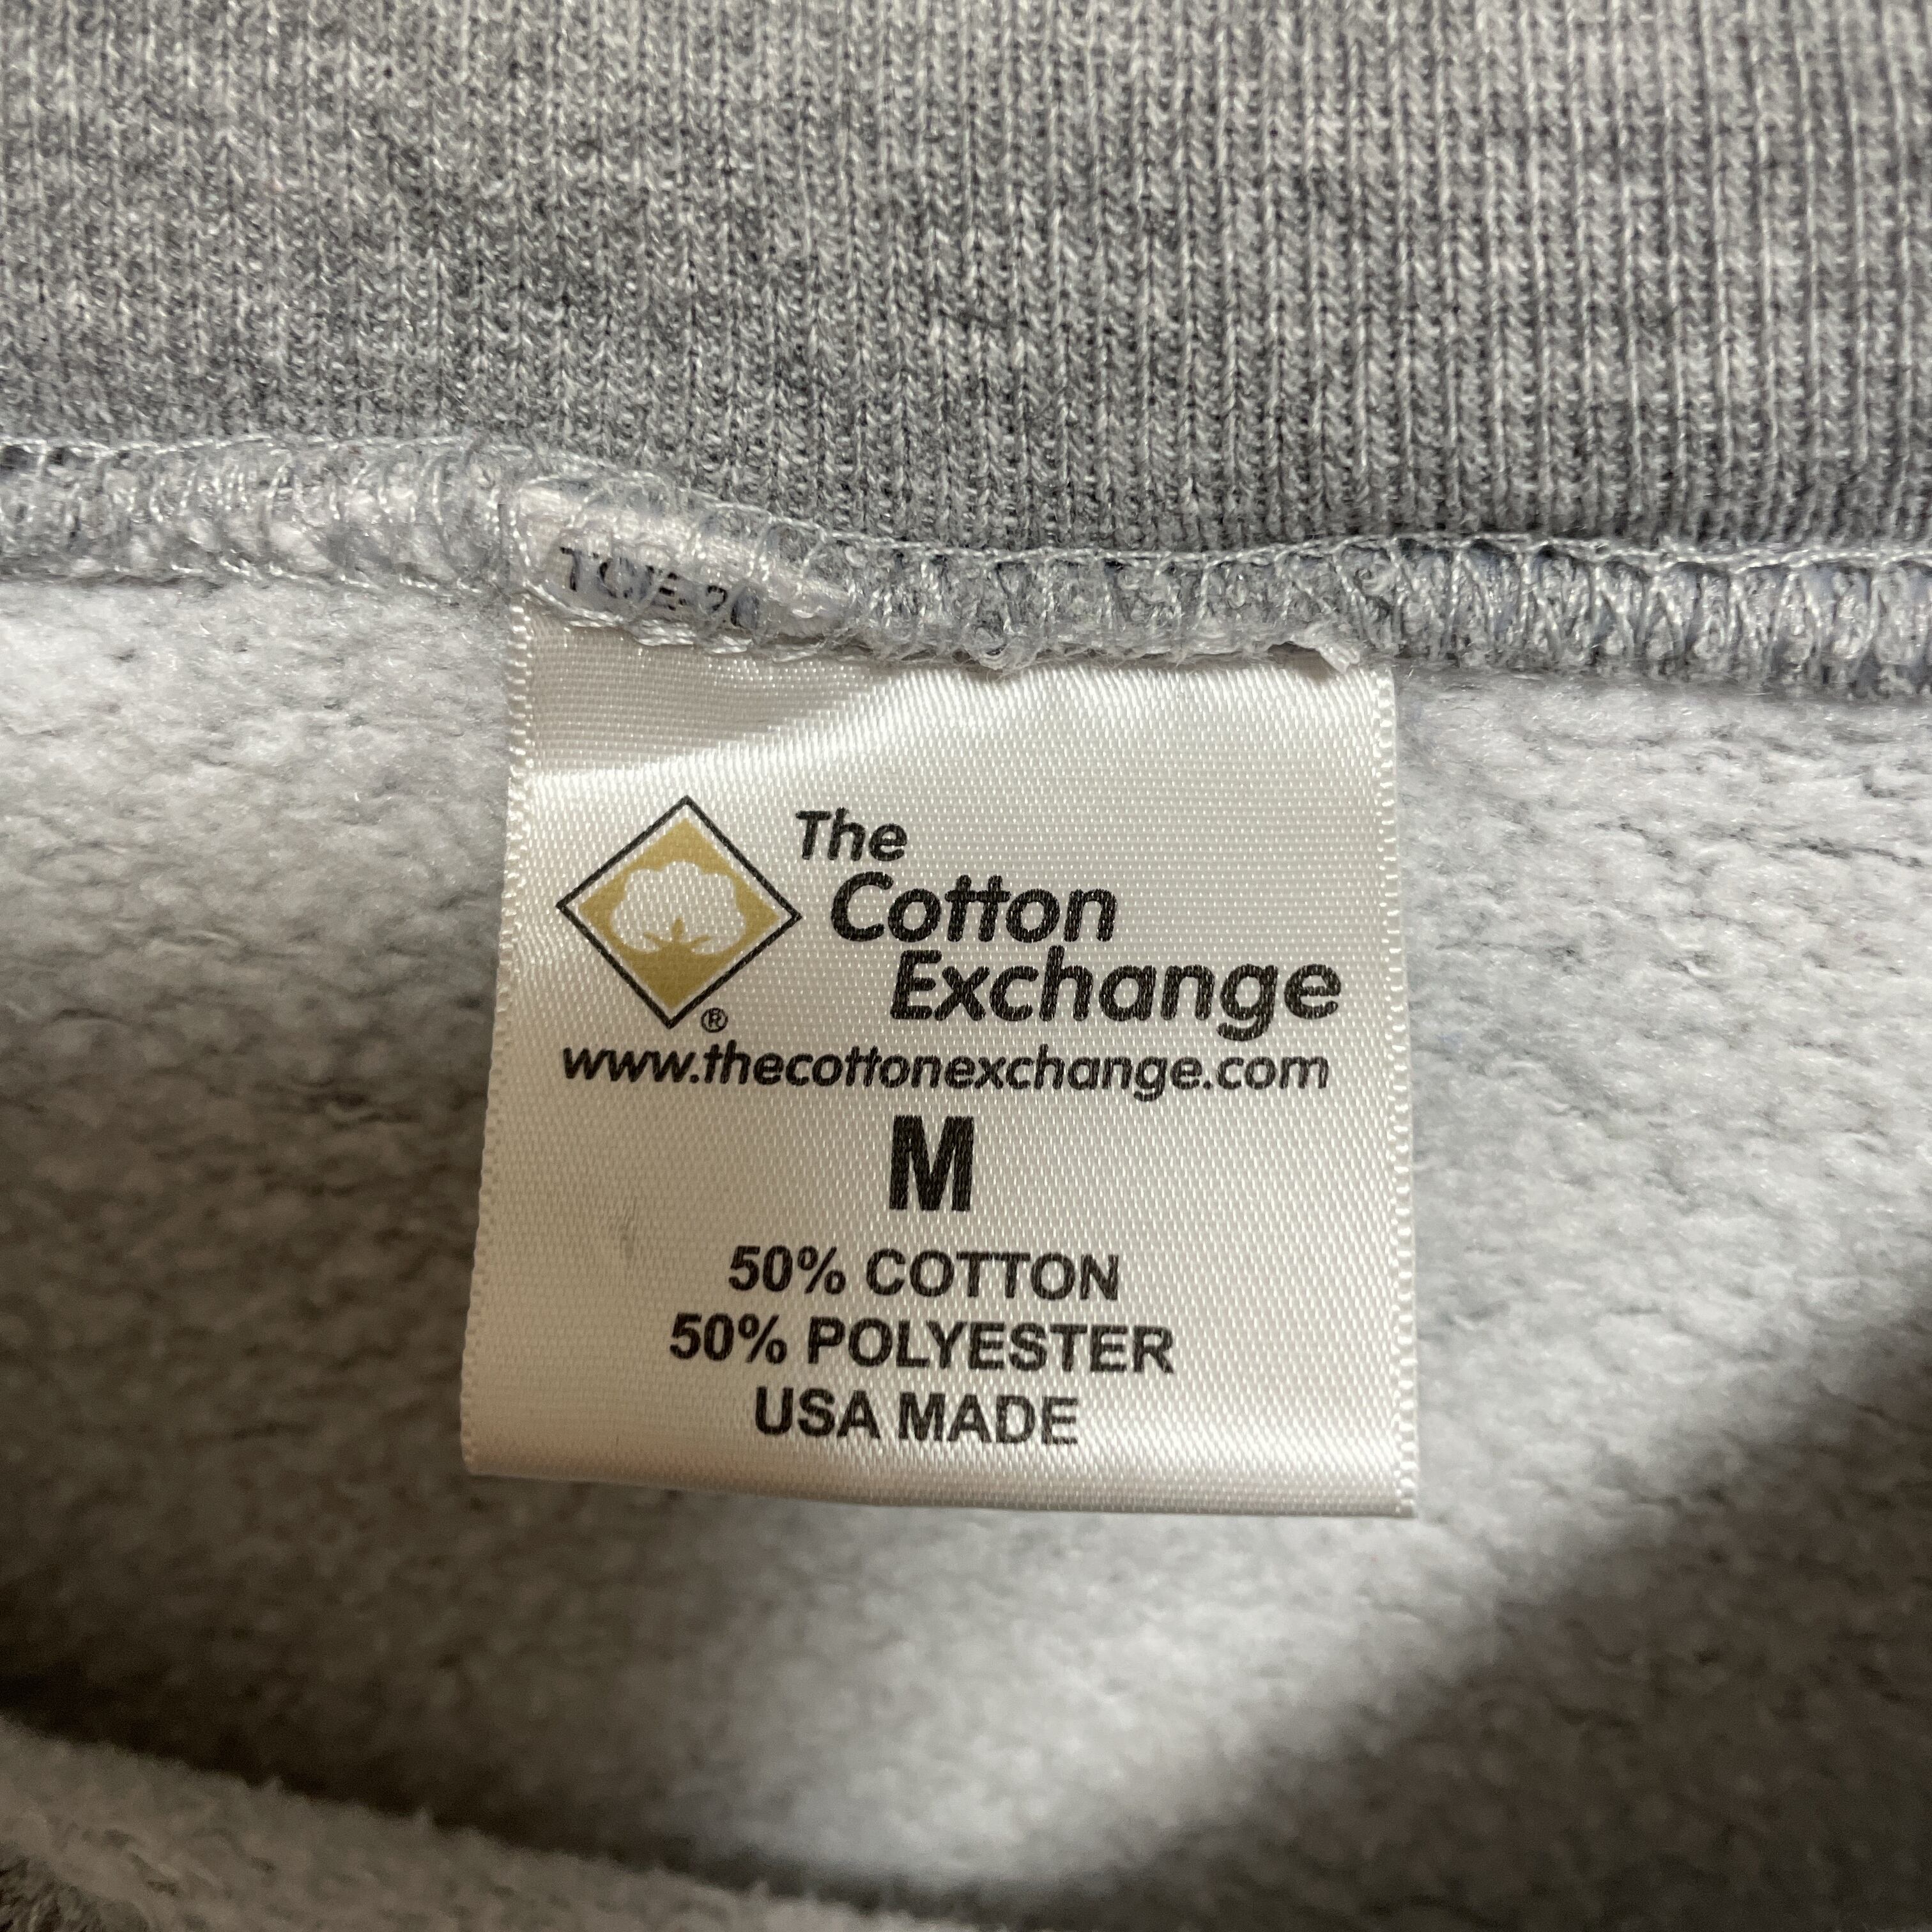 The
Cotton
Exchange
®
www.thecottonexchange.com
M
50% COTTON
50% POLYESTER
USA MADE